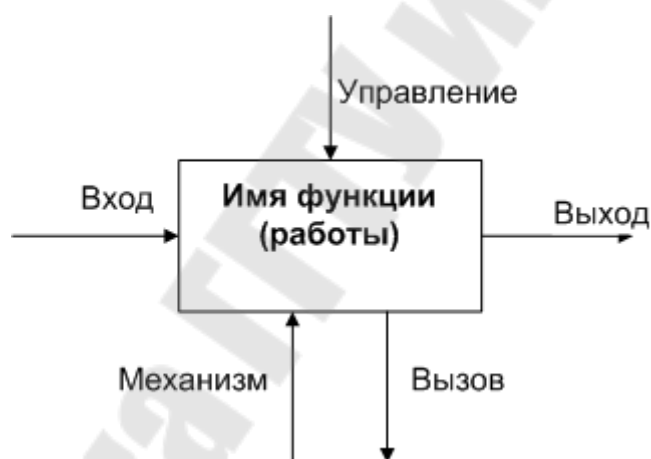 Управление
Вход
Имя функции
(работы)
Выход
Механизм
Вызов